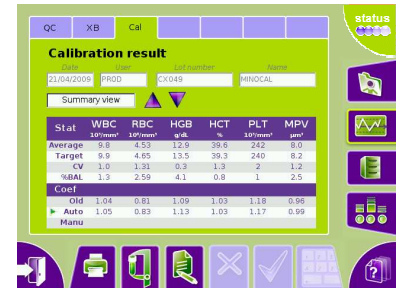 status
QC XB Cal
Calibration result
Date User Lot number Name
21/04/2009 PROD CX049 MINOCAL
Summary view
Stat WBC RBC HGB HCT PLT MPV
10³/mm³ 10⁶/mm³ g/dL % 10³/mm³ µm³
Average 9.8 4.53 12.9 39.6 242 8.0
Target 9.9 4.65 13.5 39.3 240 8.2
CV 1.0 1.31 0.3 1.3 2 1.2
%BAL 1.3 2.59 4.1 0.8 1 2.5
Coef
Old 1.04 0.81 1.09 1.03 1.18 0.96
Auto 1.05 0.83 1.13 1.03 1.17 0.99
Manu
?